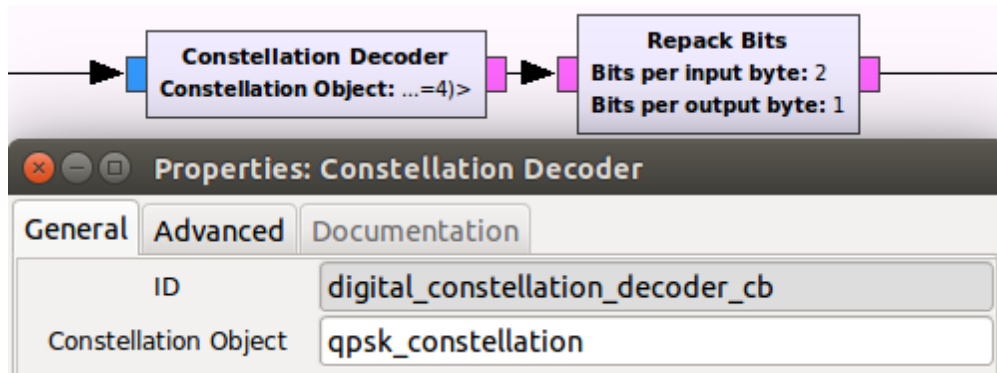 Constellation Decoder
Constellation Object: ...=4)>
Repack Bits
Bits per input byte: 2
Bits per output byte: 1
Properties: Constellation Decoder
General Advanced Documentation
ID digital_constellation_decoder_cb
Constellation Object qpsk_constellation